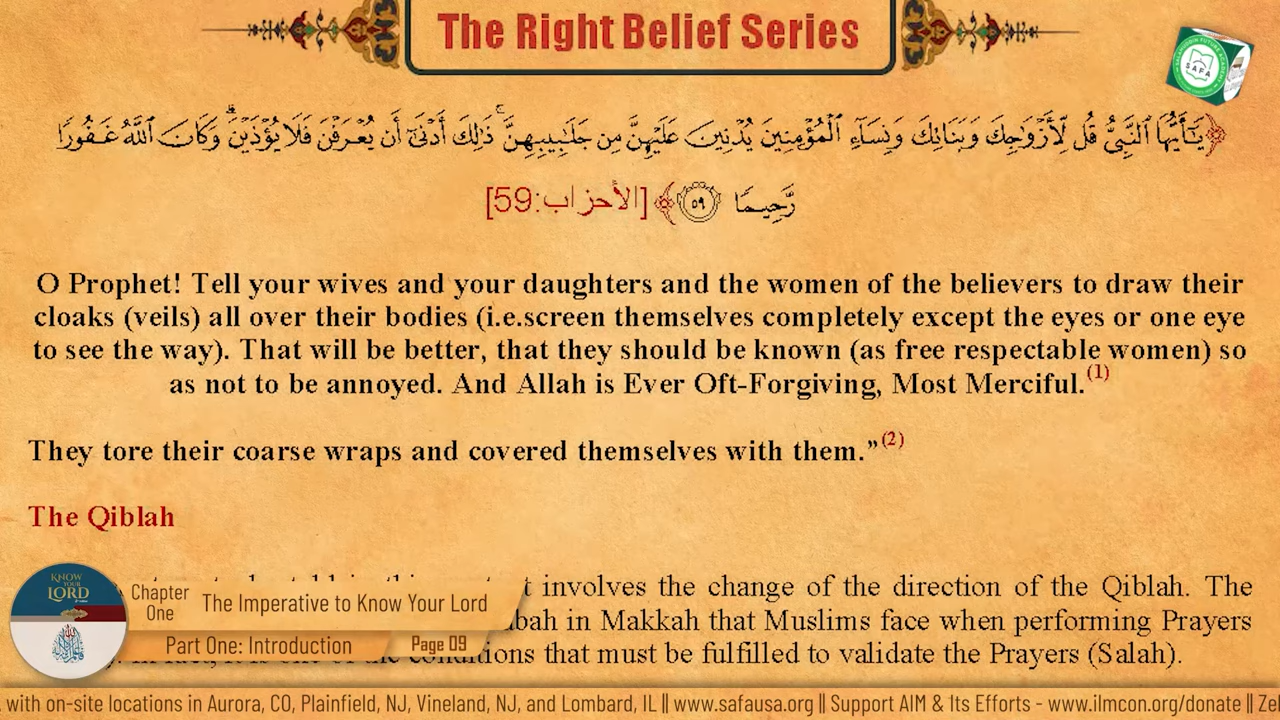 The Right Belief Series
﴿يَـٰٓأَيُّهَا ٱلنَّبِىُّ قُل لِّأَزْوَٰجِكَ وَبَنَاتِكَ وَنِسَآءِ ٱلْمُؤْمِنِينَ يُدْنِينَ عَلَيْهِنَّ مِن جَلَـٰبِيبِهِنَّ ۚ ذَٰلِكَ أَدْنَىٰٓ أَن يُعْرَفْنَ فَلَا يُؤْذَيْنَ ۗ وَكَانَ ٱللَّهُ غَفُورًا
رَّحِيمًا ٥٩﴾ [الأحزاب:59]
O Prophet! Tell your wives and your daughters and the women of the believers to draw their
cloaks (veils) all over their bodies (i.e.screen themselves completely except the eyes or one eye
to see the way). That will be better, that they should be known (as free respectable women) so
as not to be annoyed. And Allah is Ever Oft-Forgiving, Most Merciful.(1)
They tore their coarse wraps and covered themselves with them.”(2)
The Qiblah
involves the change of the direction of the Qiblah. The
in Makkah that Muslims face when performing Prayers
that must be fulfilled to validate the Prayers (Salah).
KNOW
YOUR
LORD
Chapter
One
The Imperative to Know Your Lord
Part One: Introduction
Page 09
with on-site locations in Aurora, CO, Plainfield, NJ, Vineland, NJ, and Lombard, IL || www.safausa.org || Support AIM & Its Efforts - www.ilmcon.org/donate ||
SAFA